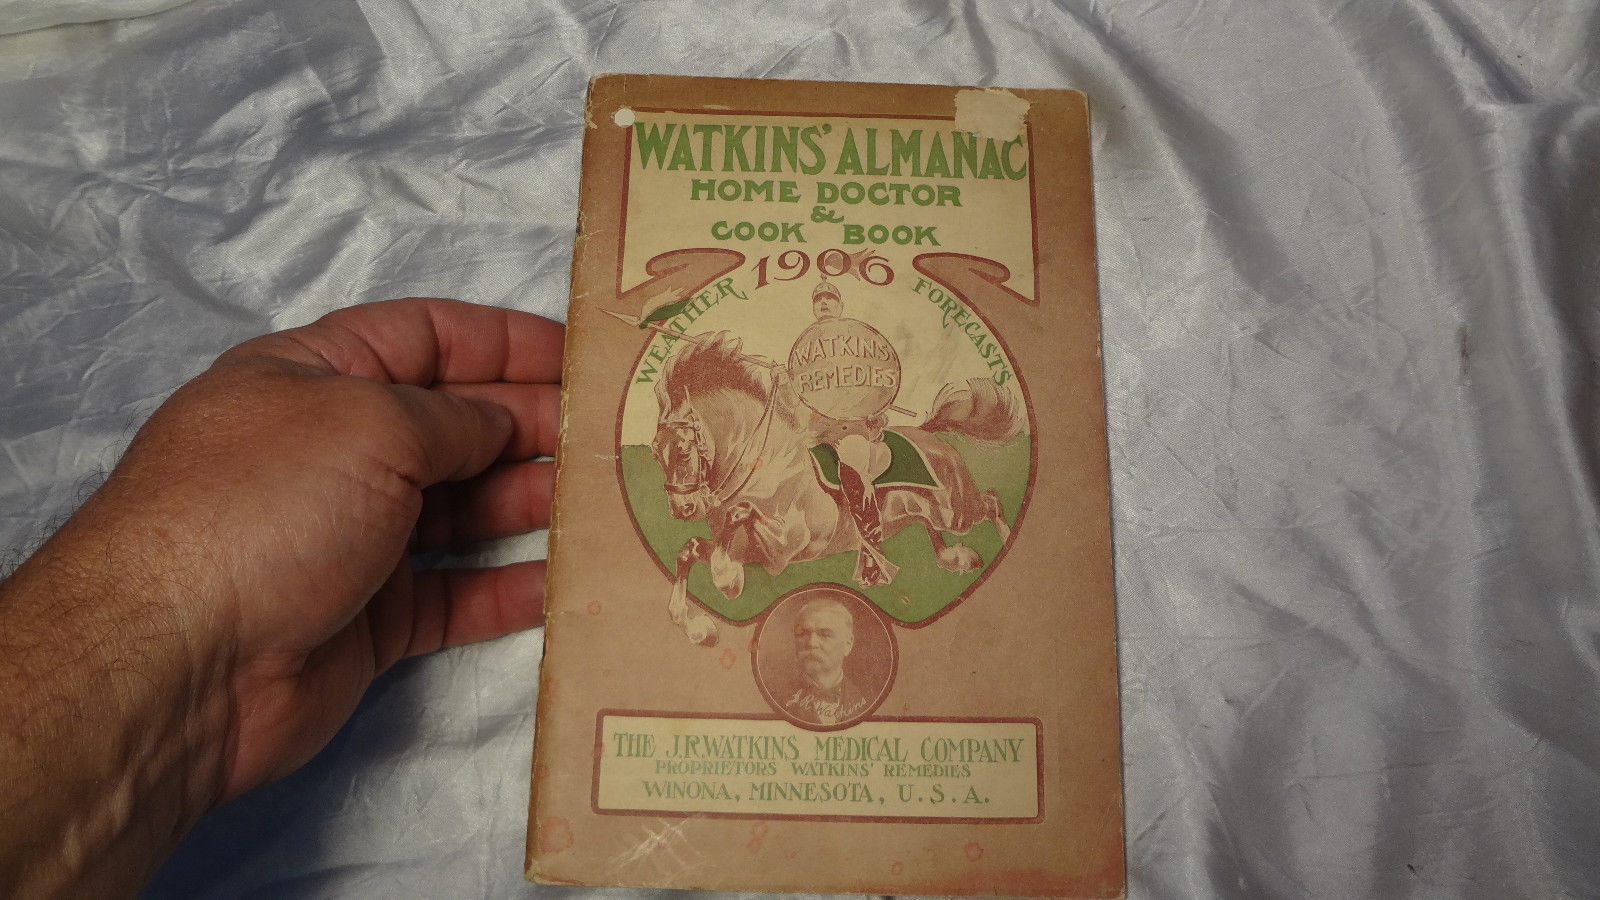 WATKINS' ALMANAC
HOME DOCTOR
&
COOK BOOK
1906
WEATHER FORECASTS
WATKINS
REMEDIES
J.R. Watkins
THE J.R.WATKINS MEDICAL COMPANY
PROPRIETORS WATKINS' REMEDIES
WINONA, MINNESOTA, U.S.A.